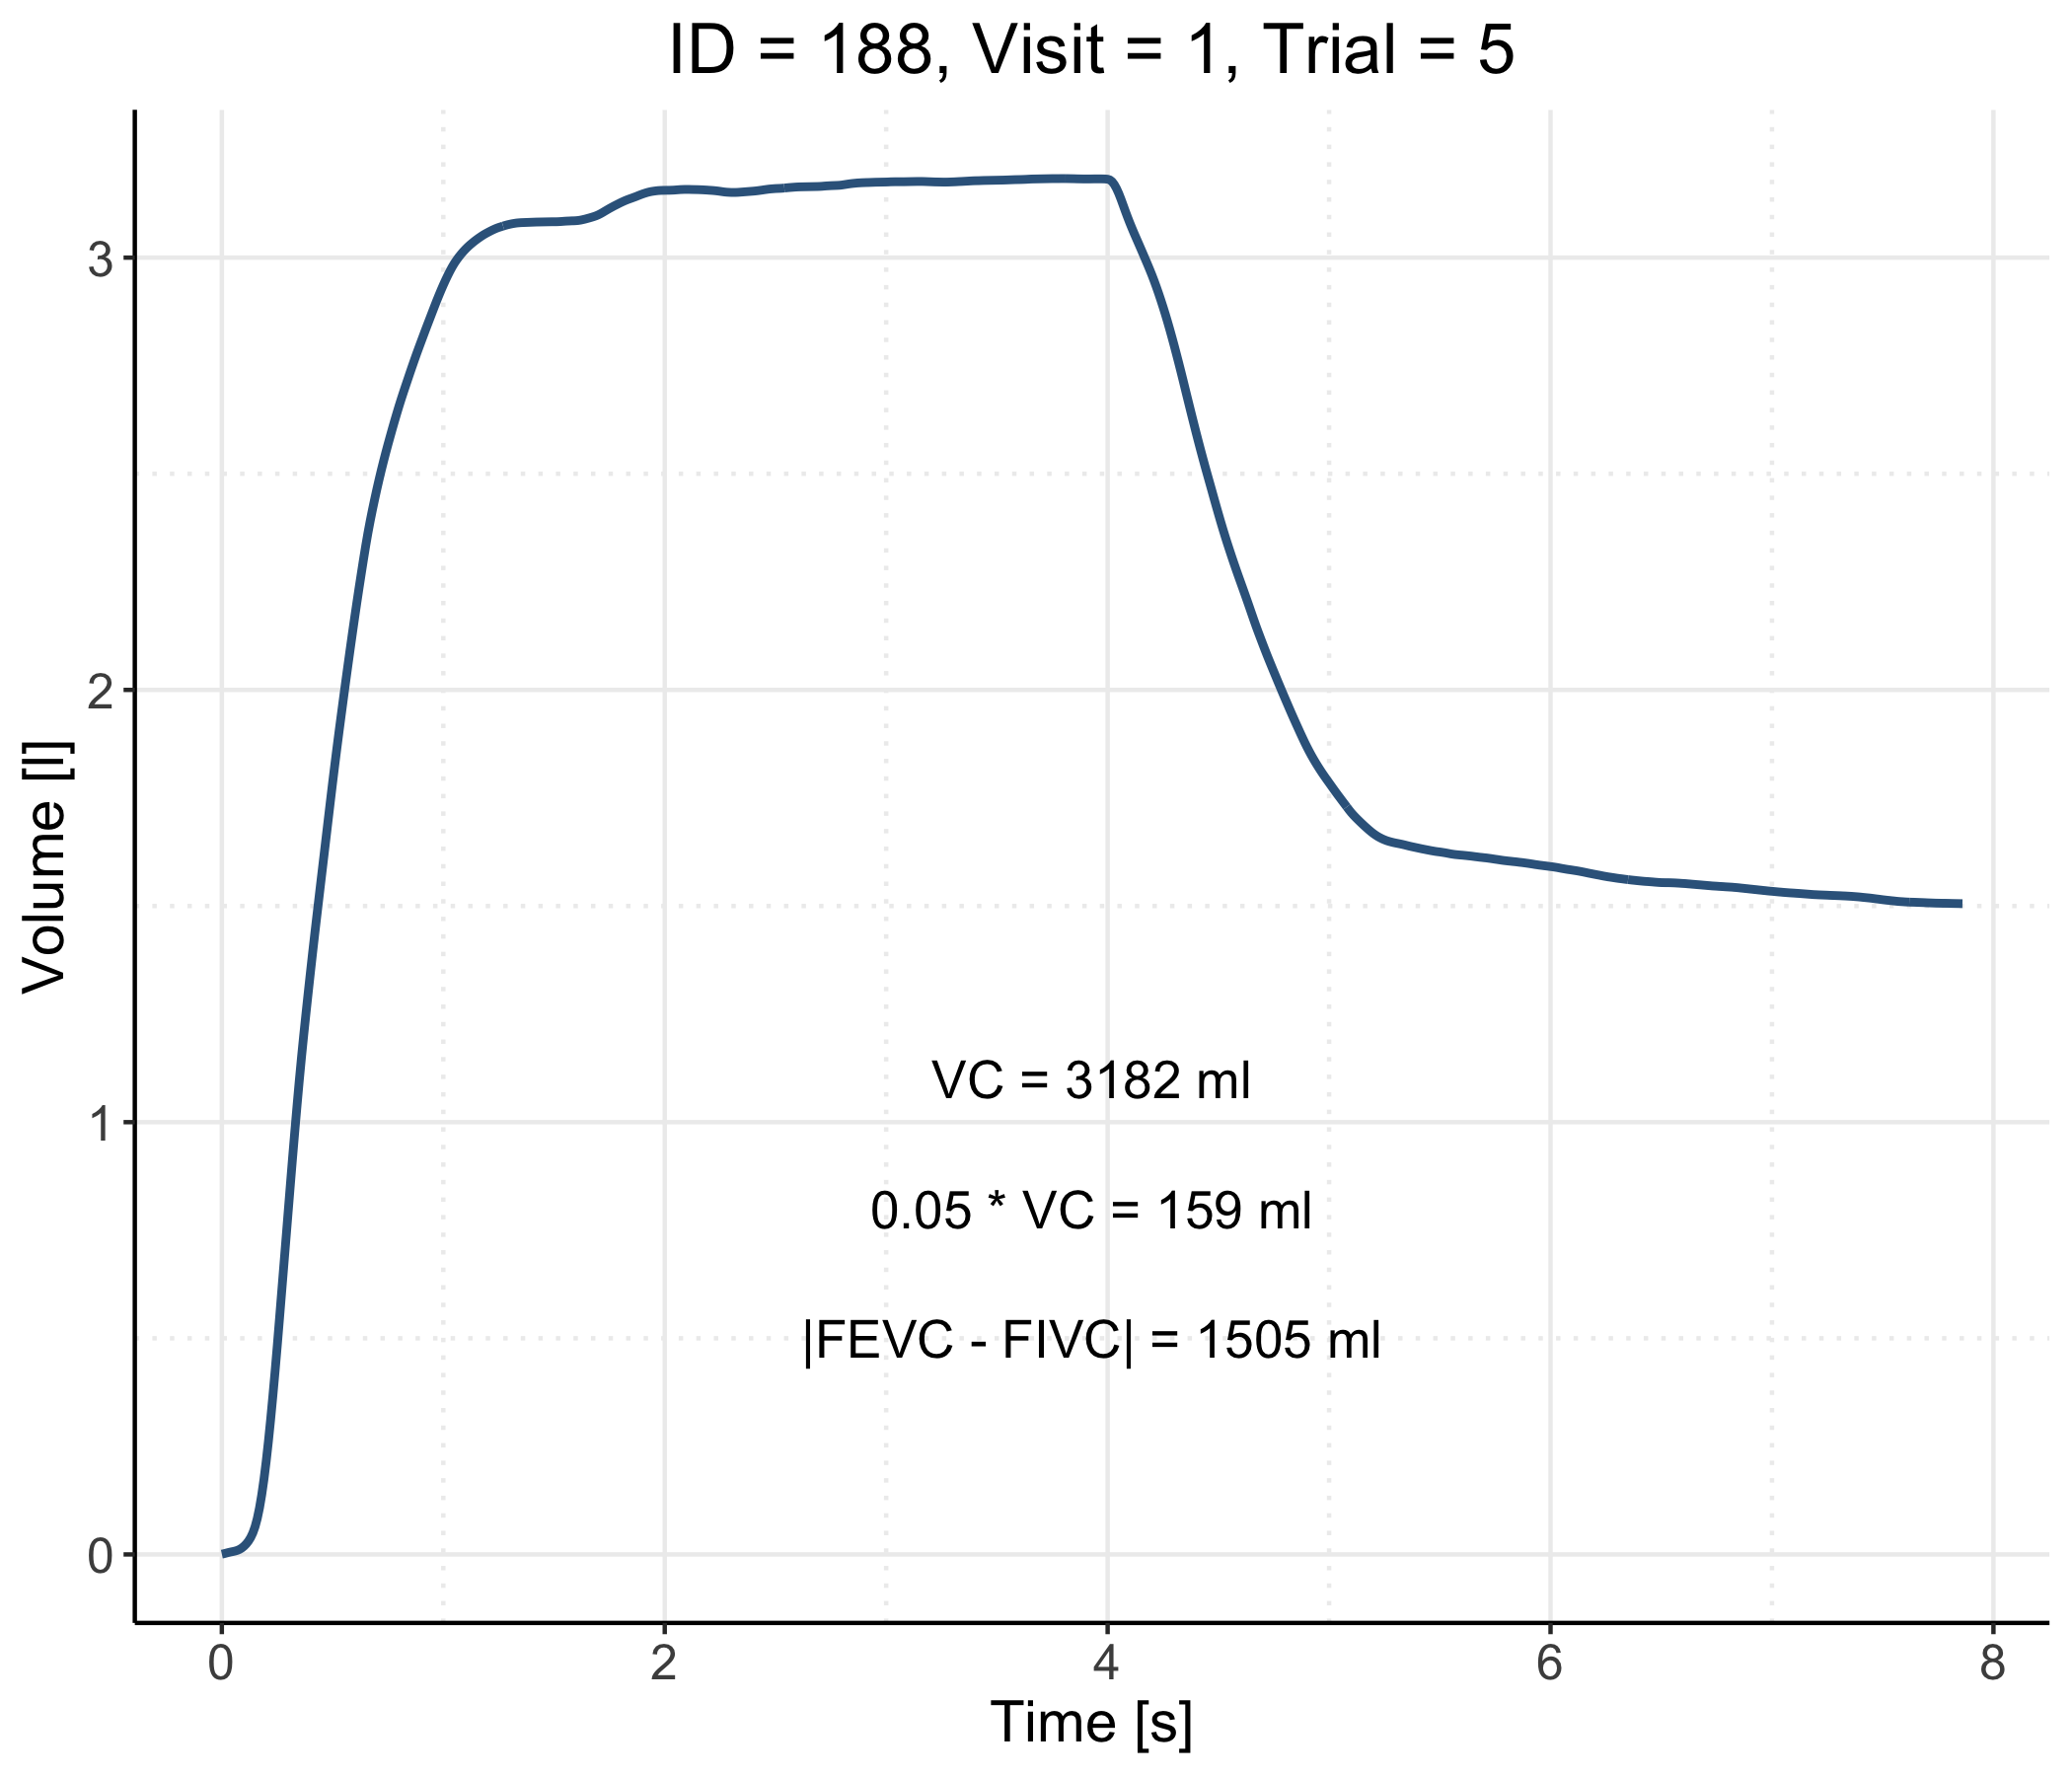 ID = 188, Visit = 1, Trial = 5
3
2
1
0
Volume [l]
VC = 3182 ml
0.05 * VC = 159 ml
|FEVC - FIVC| = 1505 ml
0 2 4 6 8
Time [s]